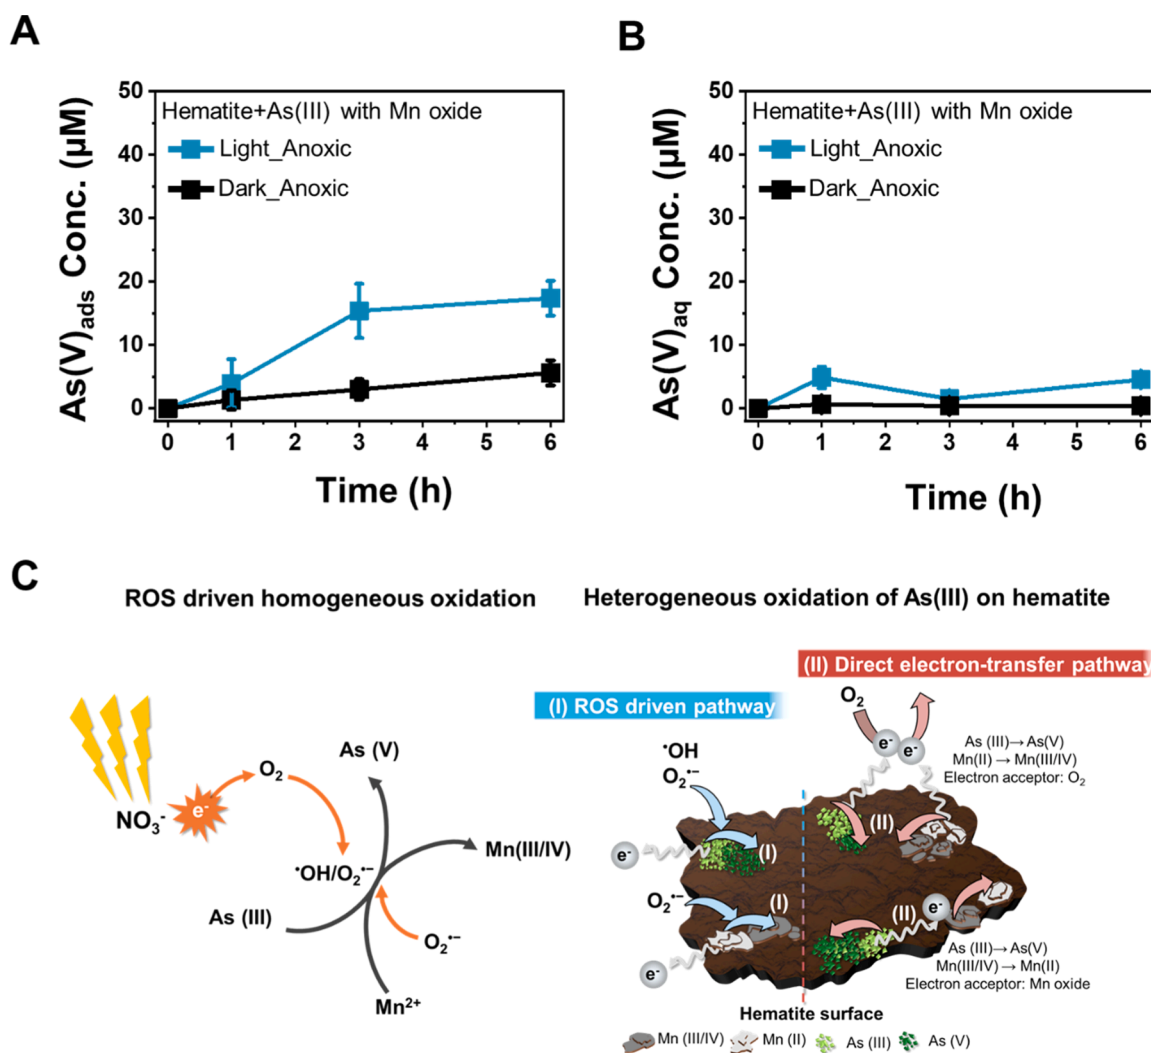 A
B
50
40
30
20
10
0
As(V)ads Conc. (µM)
Hematite+As(III) with Mn oxide
Light_Anoxic
Dark_Anoxic
0 1 2 3 4 5 6
Time (h)
50
40
30
20
10
0
As(V)aq Conc. (µM)
Hematite+As(III) with Mn oxide
Light_Anoxic
Dark_Anoxic
0 1 2 3 4 5 6
Time (h)
C
ROS driven homogeneous oxidation
NO3-
e-
O2
As (V)
•OH/O2•−
Mn(III/IV)
As (III)
O2•−
Mn2+
Heterogeneous oxidation of As(III) on hematite
(II) Direct electron-transfer pathway
(I) ROS driven pathway
O2
e- e-
As (III)→As(V)
Mn(II) → Mn(III/IV)
Electron acceptor: O2
•OH
O2•−
(II)
e-
(I)
O2•−
(I)
(II)
e-
e-
As (III)→As(V)
Mn(III/IV) → Mn(II)
Electron acceptor: Mn oxide
Hematite surface
Mn (III/IV) Mn (II) As (III) As (V)